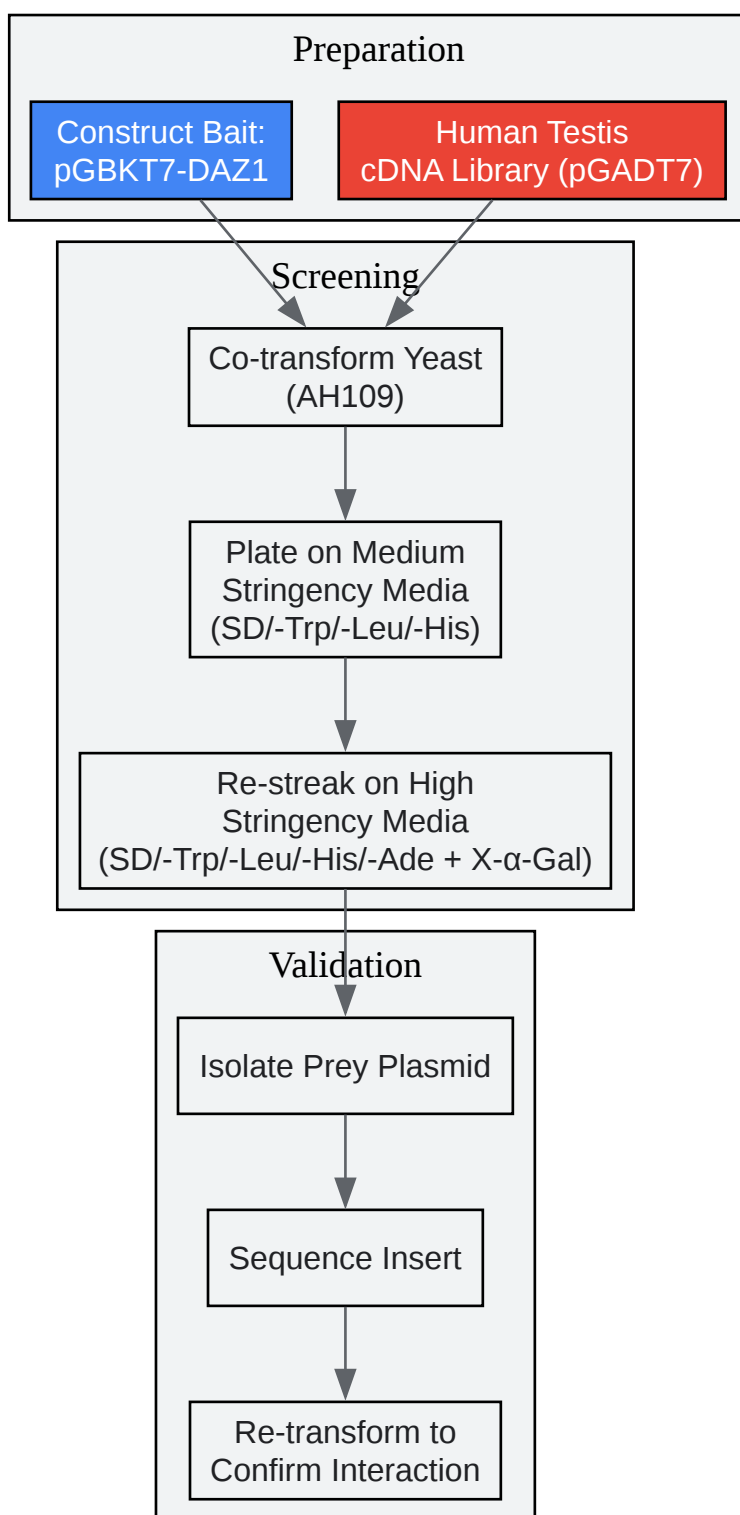 Preparation
Construct Bait:
pGBKT7-DAZ1
Human Testis
cDNA Library (pGADT7)
Screening
Co-transform Yeast
(AH109)
Plate on Medium
Stringency Media
(SD/-Trp/-Leu/-His)
Re-streak on High
Stringency Media
(SD/-Trp/-Leu/-His/-Ade + X-α-Gal)
Validation
Isolate Prey Plasmid
Sequence Insert
Re-transform to
Confirm Interaction